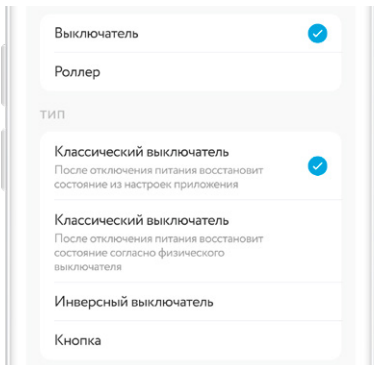 Выключатель
Роллер
ТИП
Классический выключатель
После отключения питания восстановит
состояние из настроек приложения
Классический выключатель
После отключения питания восстановит
состояние согласно физического
выключателя
Инверсный выключатель
Кнопка